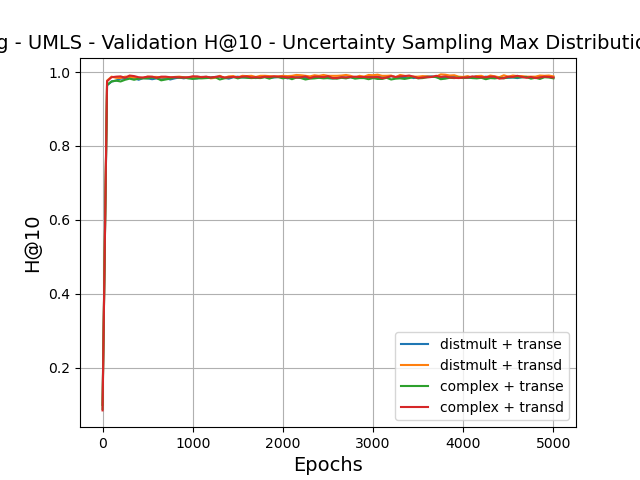 g - UMLS - Validation H@10 - Uncertainty Sampling Max
H@10
1.0
0.8
0.6
0.4
0.2
distmult + transe
distmult + transd
complex + transe
complex + transd
0 1000 2000 3000 4000 5000
Epochs